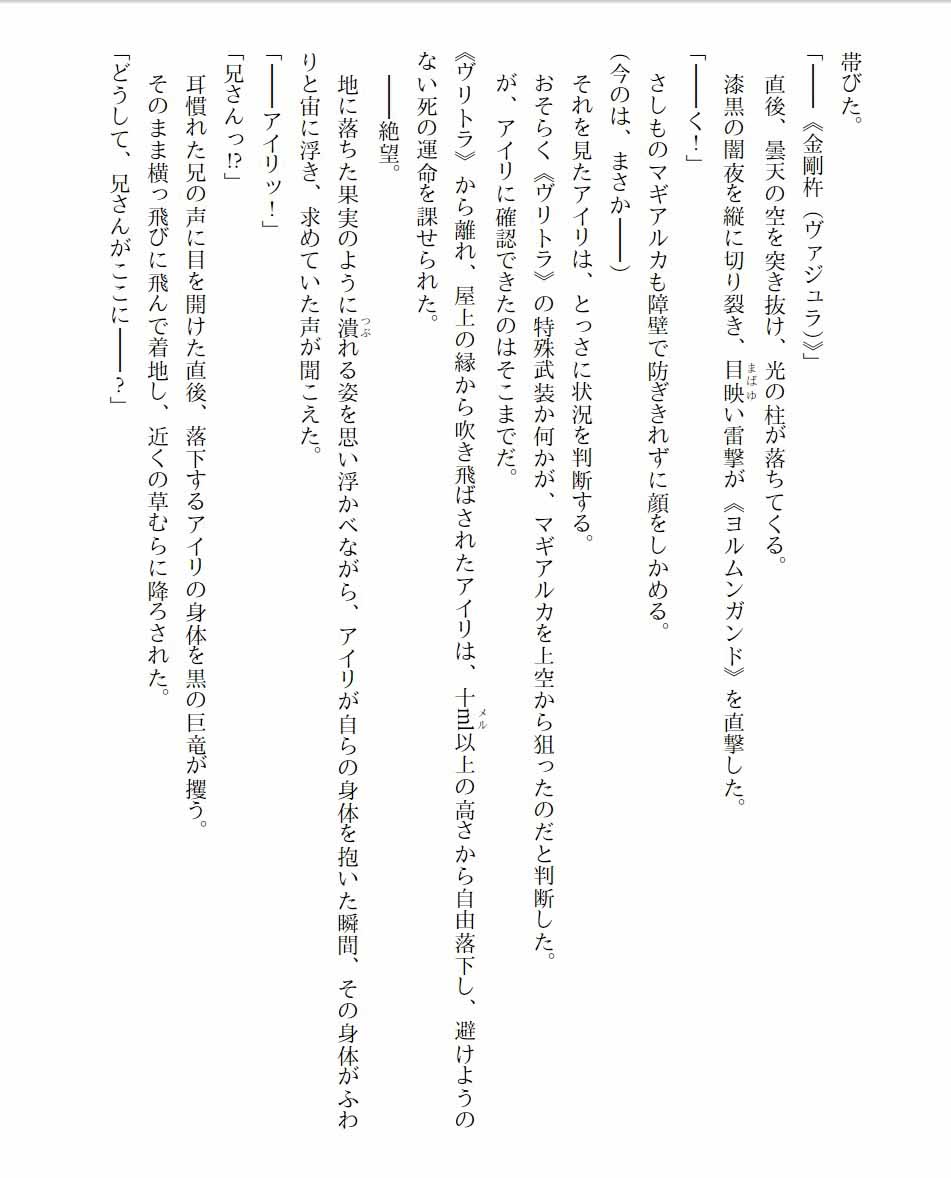 帯びた。
「――《金剛杵（ヴァジュラ）》」
直後、曇天の空を突き抜け、光の柱が落ちてくる。
漆黒の闇夜を縦に切り裂き、目映い雷撃が《ヨルムンガンド》を直撃した。
「――く！」
さしものマギアルカも障壁で防ぎきれずに顔をしかめる。
（今のは、まさか――）
それを見たアイリは、とっさに状況を判断する。
おそらく《ヴリトラ》の特殊武装か何かが、マギアルカを上空から狙ったのだと判断した。
が、アイリに確認できたのはそこまでだ。
《ヴリトラ》から離れ、屋上の縁から吹き飛ばされたアイリは、十ml以上の高さから自由落下し、避けようの
ない死の運命を課せられた。
――絶望。
地に落ちた果実のように潰れる姿を思い浮かべながら、アイリが自らの身体を抱いた瞬間、その身体がふわ
りと宙に浮き、求めていた声が聞こえた。
「――アイリッ！」
「兄さんっ!?」
耳慣れた兄の声に目を開けた直後、落下するアイリの身体を黒の巨竜が攫う。
そのまま横っ飛びに飛んで着地し、近くの草むらに降ろされた。
「どうして、兄さんがここに――？」